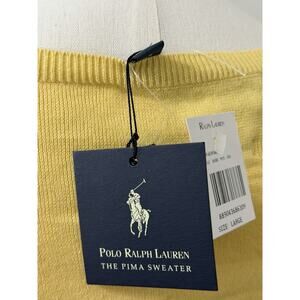 POLO RALPH LAUREN
THE PIMA SWEATER
RALPH LAUREN
SIZE: LARGE